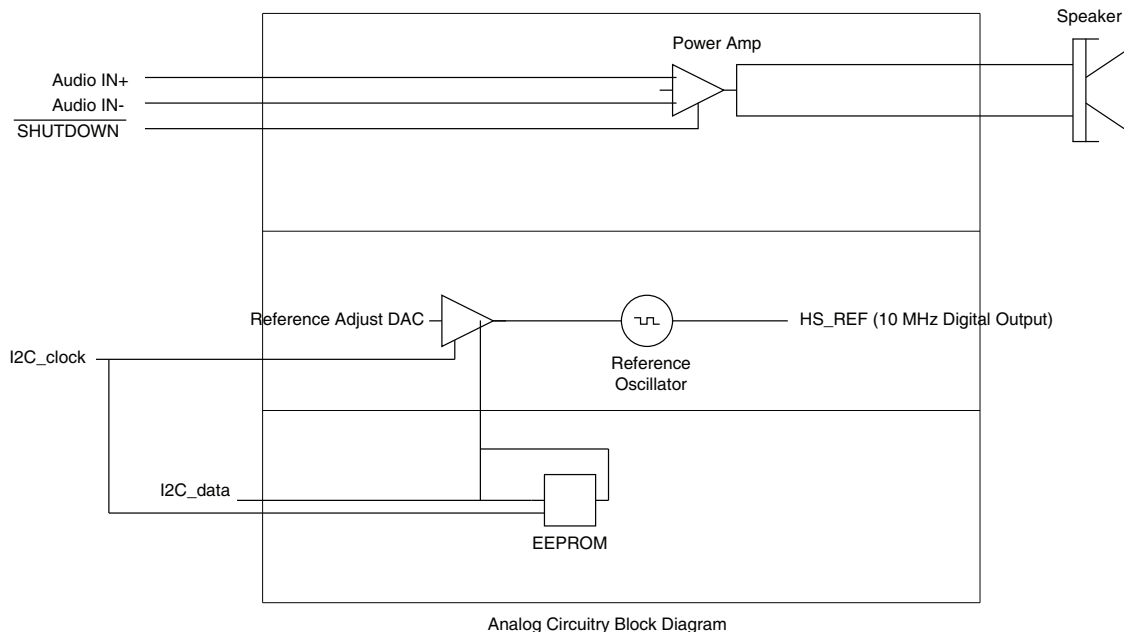 Speaker
Power Amp
Audio IN+
Audio IN-
SHUTDOWN
Reference Adjust DAC
HS_REF (10 MHz Digital Output)
I2C_clock
Reference
Oscillator
I2C_data
EEPROM
Analog Circuitry Block Diagram